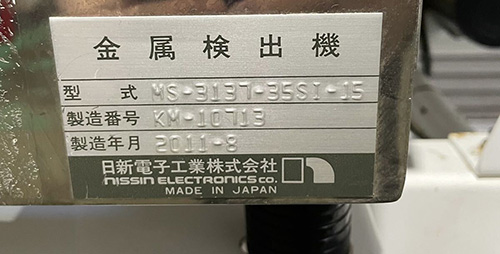 金属検出機
型式 MS-3137-35SI-15
製造番号 KM-10713
製造年月 2011-8
日新電子工業株式会社
NISSIN ELECTRONICS CO.
MADE IN JAPAN